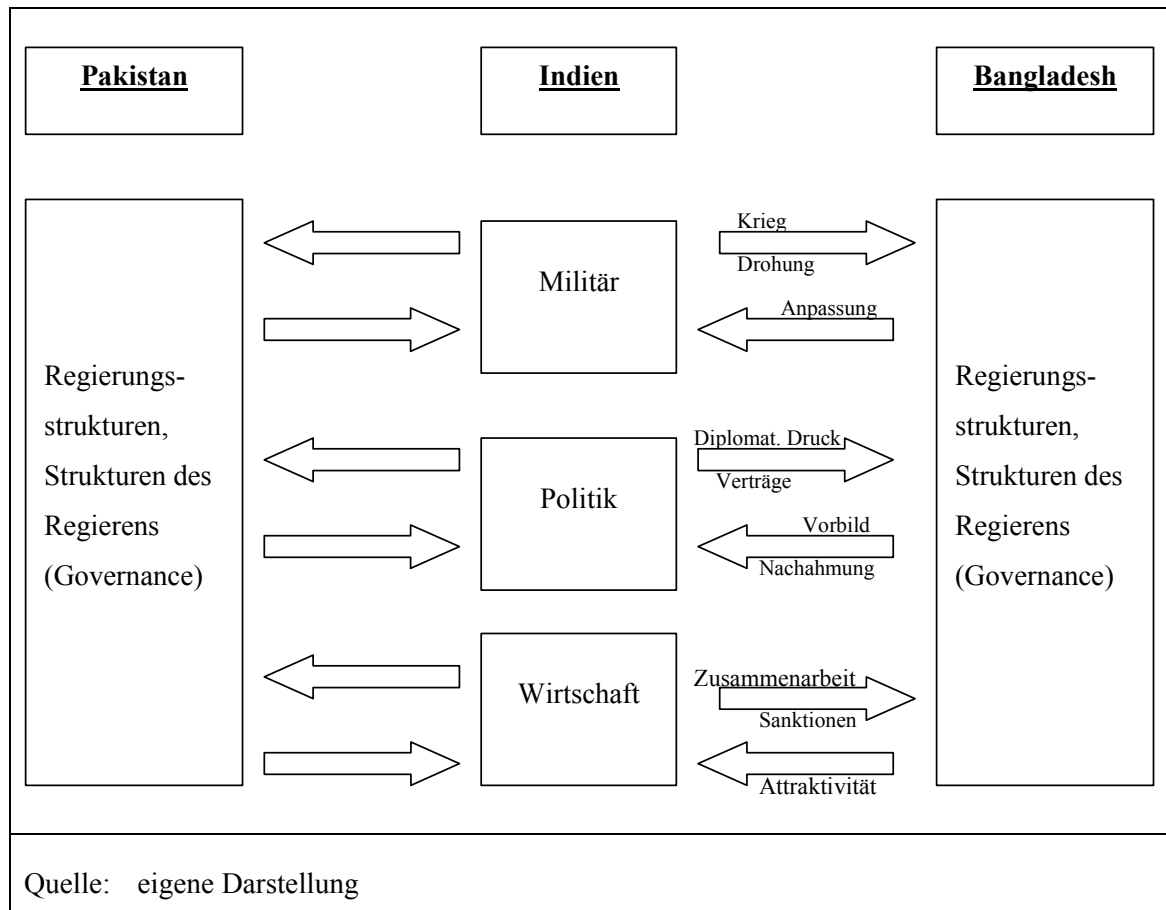 Pakistan
Indien
Bangladesh
Regierungs-
strukturen,
Strukturen des
Regierens
(Governance)
Militär
Politik
Wirtschaft
Krieg
Drohung
Anpassung
Diplomat. Druck
Verträge
Vorbild
Nachahmung
Zusammenarbeit
Sanktionen
Attraktivität
Regierungs-
strukturen,
Strukturen des
Regierens
(Governance)
Quelle: eigene Darstellung